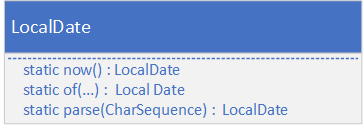 LocalDate
static now() : LocalDate
static of(...) : Local Date
static parse(CharSequence) : LocalDate